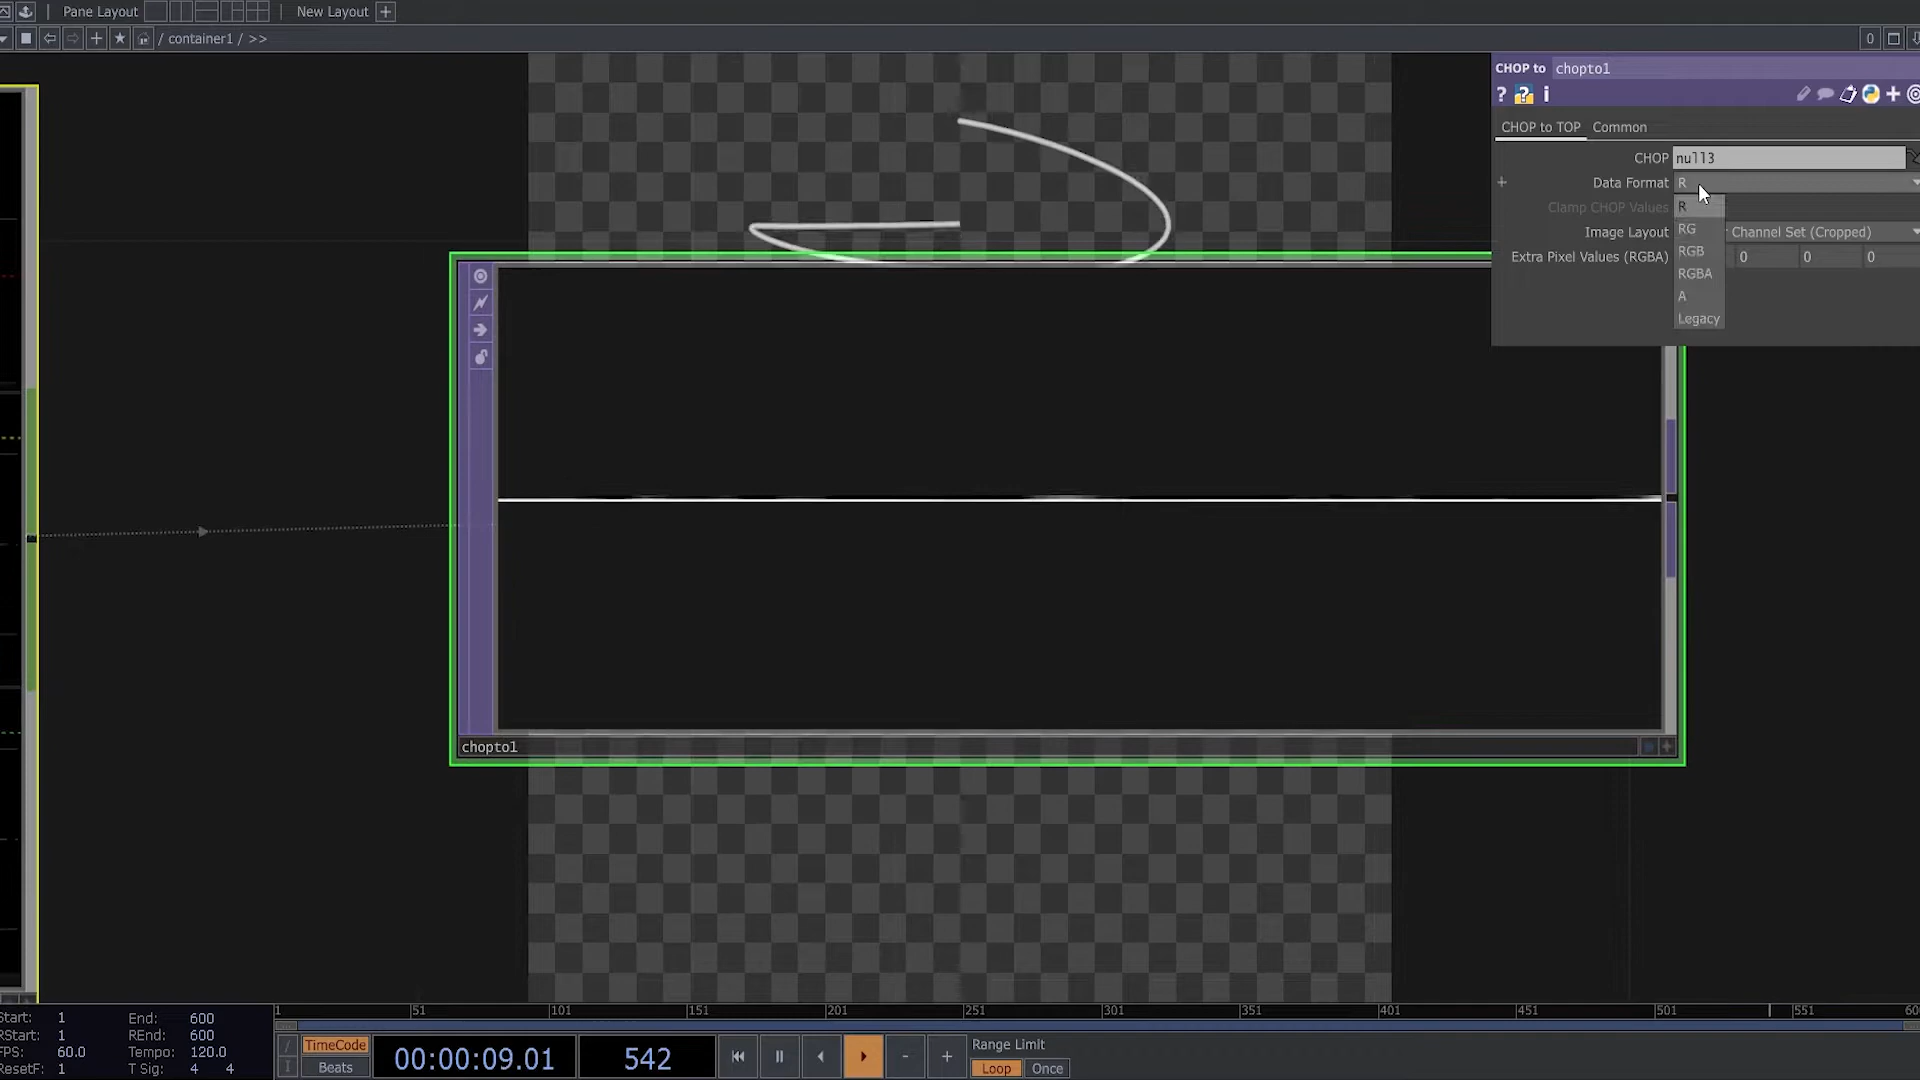 Pane Layout New Layout +
/ container1 / >> 0
CHOP to chopto1
? ? i
CHOP to TOP Common
CHOP null3
Data Format R
Clamp CHOP Values R
RG
Image Layout Channel Set (Cropped)
RGB
Extra Pixel Values (RGBA) 0 0 0
RGBA
A
Legacy
chopto1
1 51 101 151 201 251 301 351 401 451 501 551 600
Start: 1 End: 600
RStart: 1 REnd: 600
FPS: 60.0 Tempo: 120.0
ResetF: 1 T Sig: 4 4
TimeCode
Beats
00:00:09.01 542
- +
Range Limit
Loop Once